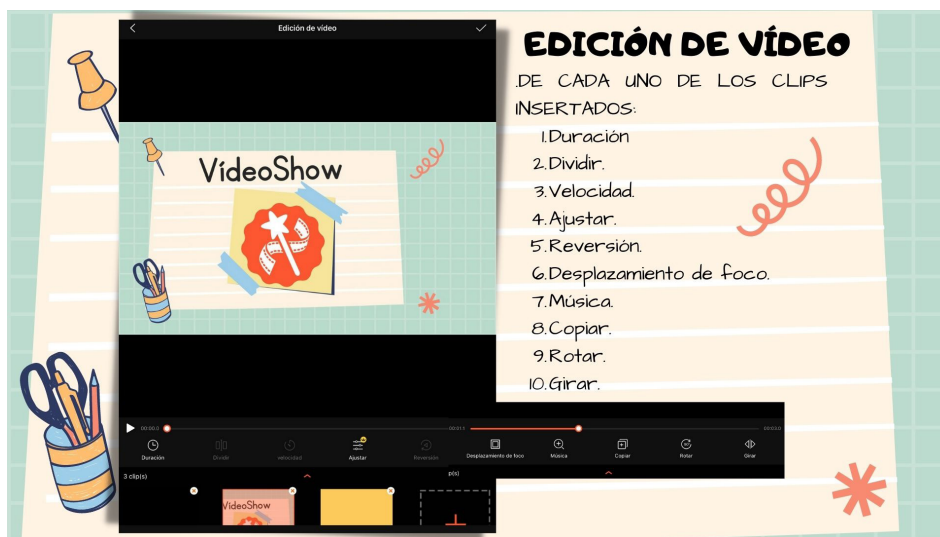 Edición de vídeo
VídeoShow
00:00.0
00:01.1
00:03.0
Duración
Dividir
velocidad
Ajustar
Reversión
Desplazamiento de foco
Música
Copiar
Rotar
Girar
3 clip(s)
p(s)
VideoShow
EDICIÓN DE VÍDEO
.DE CADA UNO DE LOS CLIPS
INSERTADOS:
1.Duración
2.Dividir.
3.Velocidad.
4.Ajustar.
5.Reversión.
6.Desplazamiento de foco.
7.Música.
8.Copiar.
9.Rotar.
10.Girar.